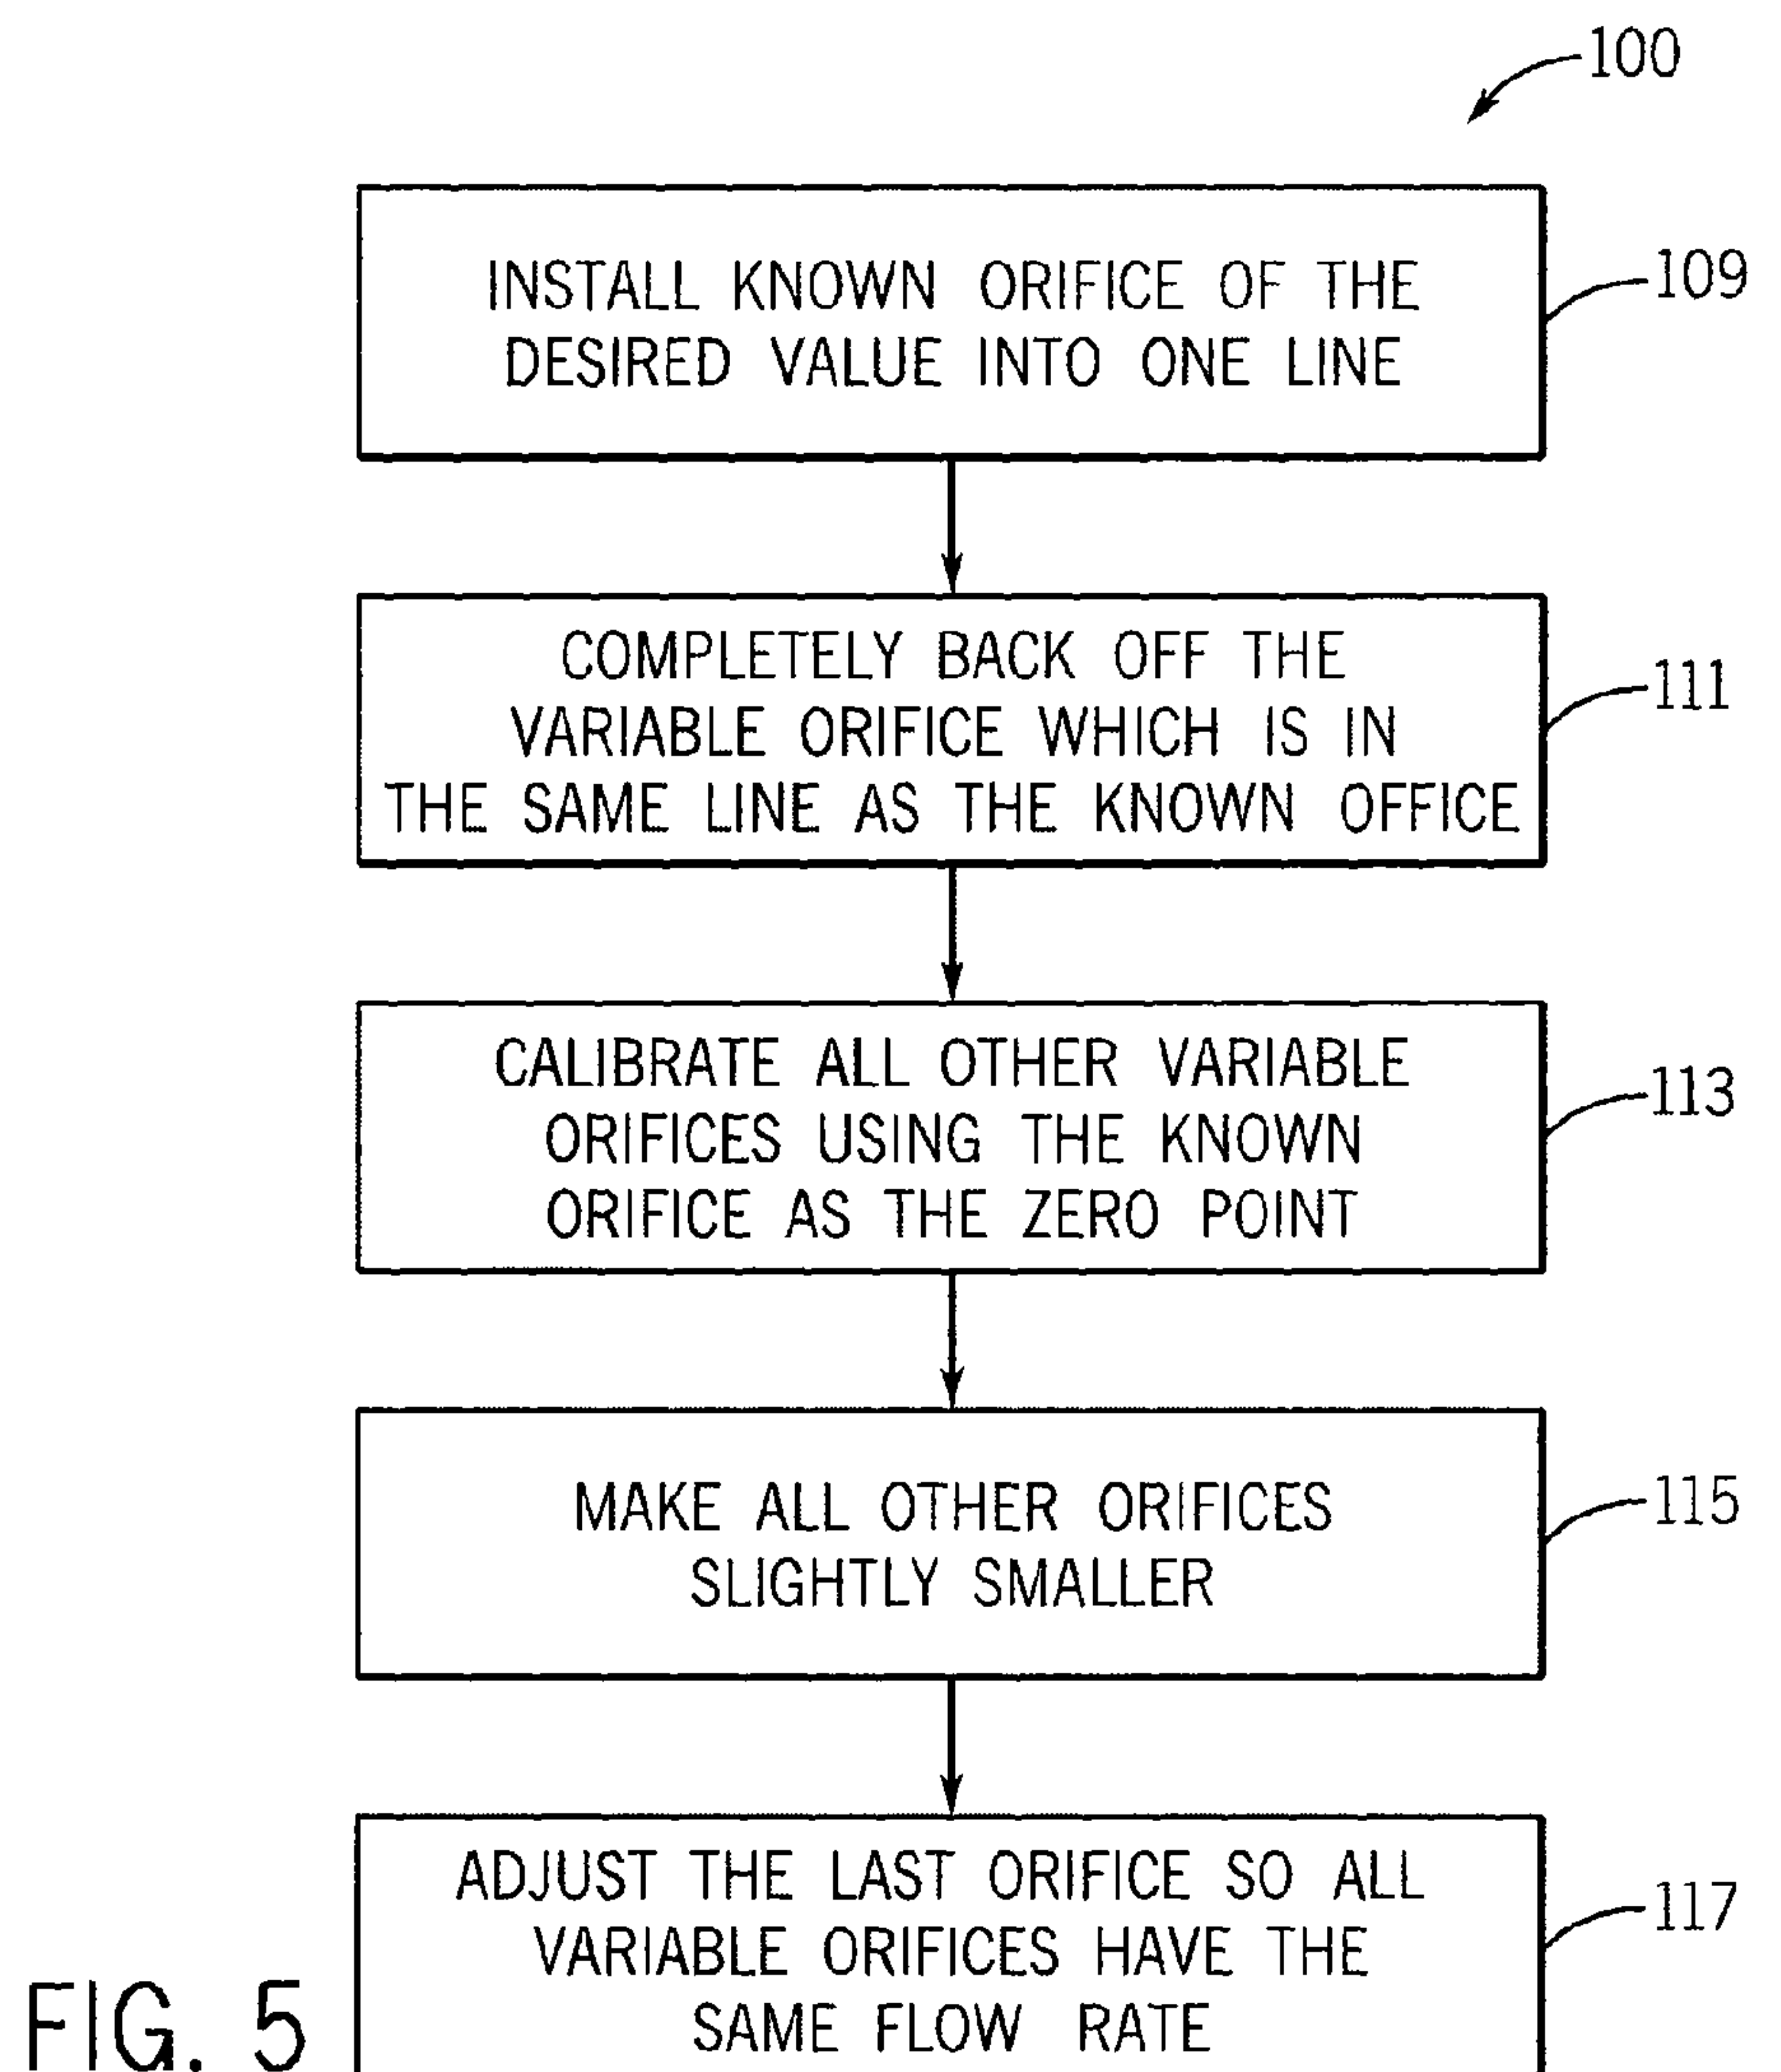 100
INSTALL KNOWN ORIFICE OF THE
DESIRED VALUE INTO ONE LINE
109
COMPLETELY BACK OFF THE
VARIABLE ORIFICE WHICH IS IN
THE SAME LINE AS THE KNOWN OFFICE
111
CALIBRATE ALL OTHER VARIABLE
ORIFICES USING THE KNOWN
ORIFICE AS THE ZERO POINT
113
MAKE ALL OTHER ORIFICES
SLIGHTLY SMALLER
115
ADJUST THE LAST ORIFICE SO ALL
VARIABLE ORIFICES HAVE THE
SAME FLOW RATE
117
FIG. 5